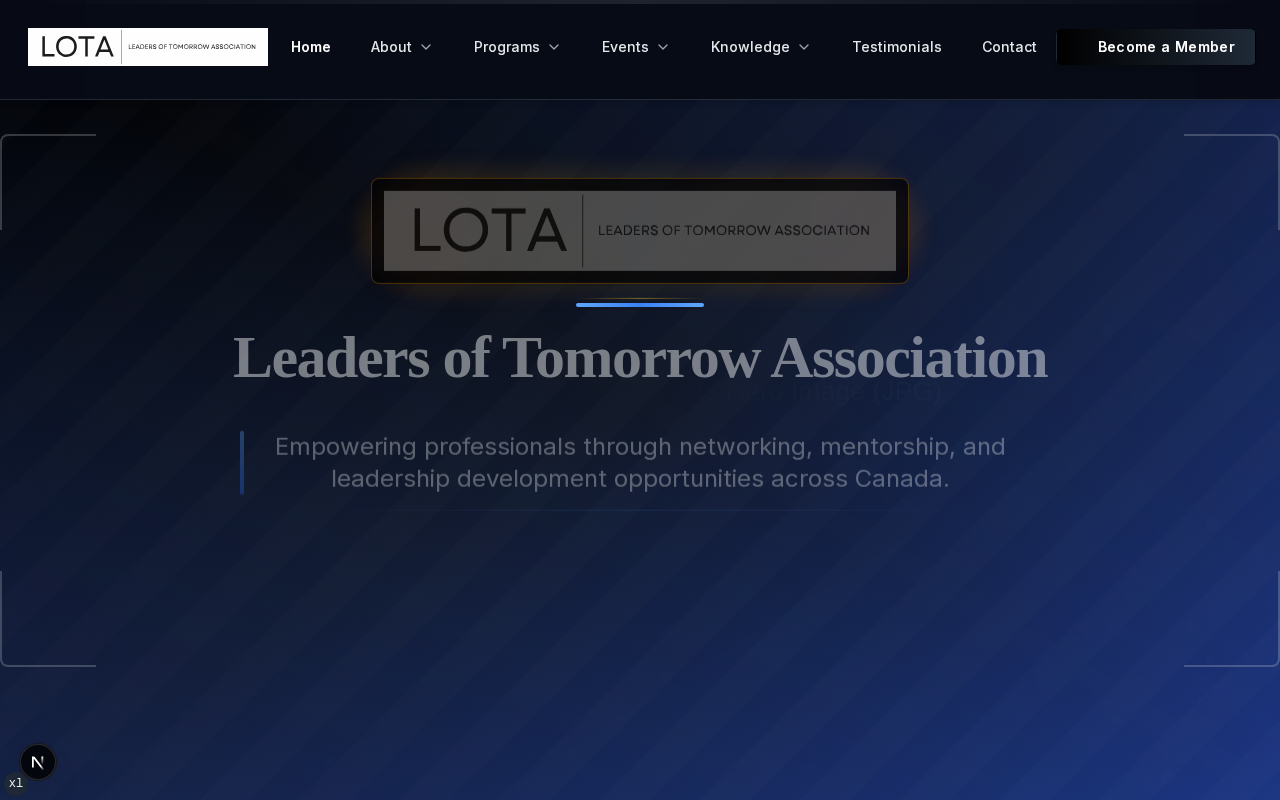 LOTA LEADERS OF TOMORROW ASSOCIATION
Home About Programs Events Knowledge Testimonials Contact Become a Member
LOTA LEADERS OF TOMORROW ASSOCIATION
Leaders of Tomorrow Association
Image (JPG)
Empowering professionals through networking, mentorship, and
leadership development opportunities across Canada.
N
x1